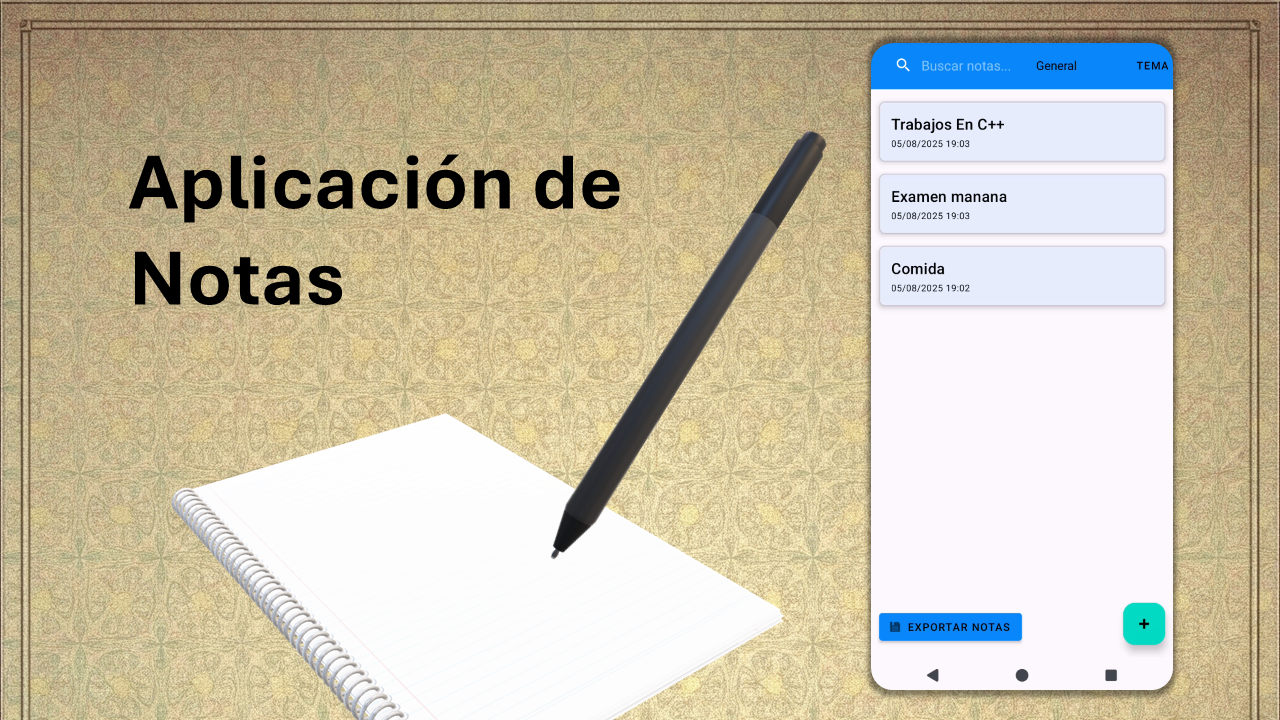 Aplicación de
Notas
Buscar notas... General TEMA
Trabajos En C++
05/08/2025 19:03
Examen manana
05/08/2025 19:03
Comida
05/08/2025 19:02
EXPORTAR NOTAS +